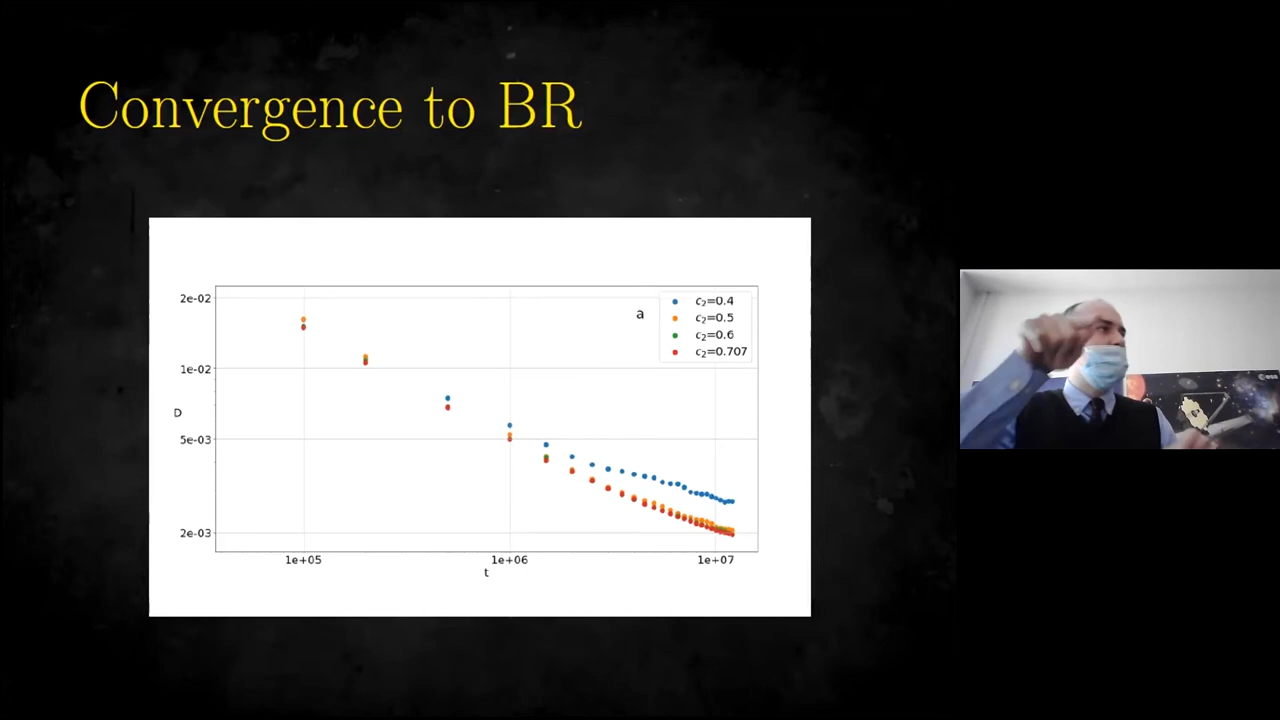 Convergence to BR
a
c₂=0.4
c₂=0.5
c₂=0.6
c₂=0.707
2e-02
1e-02
5e-03
2e-03
D
1e+05
1e+06
1e+07
t
esa